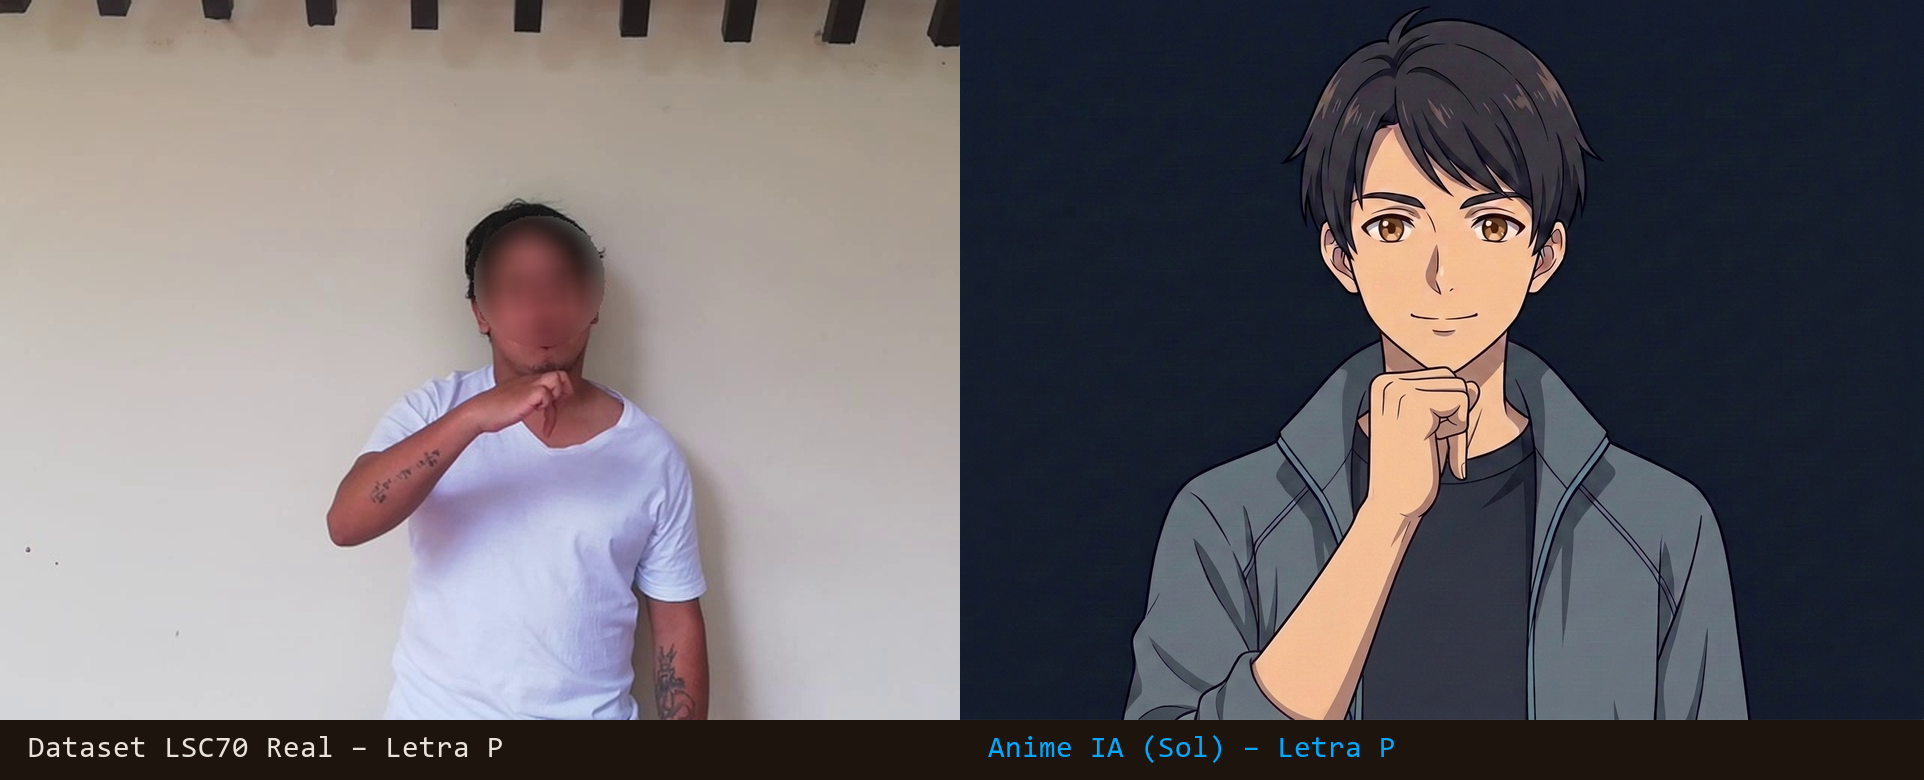 Dataset LSC70 Real – Letra P
Anime IA (Sol) – Letra P